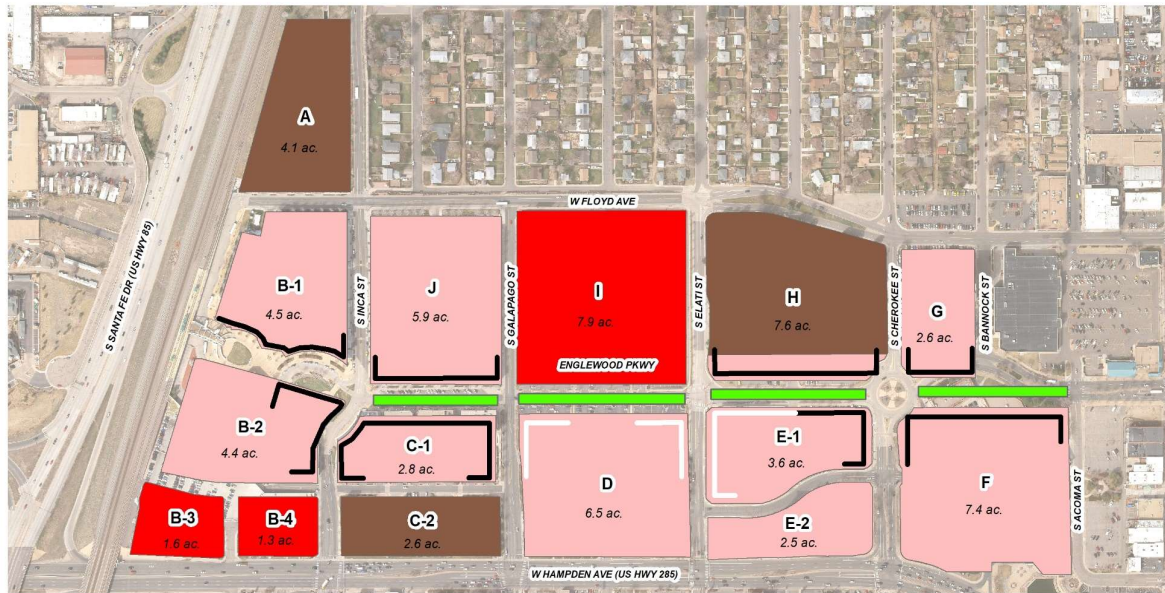 A
4.1 ac.
W FLOYD AVE
S SANTA FE DR (US HWY 85)
B-1
4.5 ac.
S INCA ST
J
5.9 ac.
S GALAPAGO ST
I
7.9 ac.
S ELATI ST
H
7.6 ac.
S CHEROKEE ST
G
2.6 ac.
S BANNOCK ST
ENGLEWOOD PKWY
B-2
4.4 ac.
C-1
2.8 ac.
D
6.5 ac.
E-1
3.6 ac.
F
7.4 ac.
S ACOMA ST
B-3
1.6 ac.
B-4
1.3 ac.
C-2
2.6 ac.
E-2
2.5 ac.
W HAMPDEN AVE (US HWY 285)